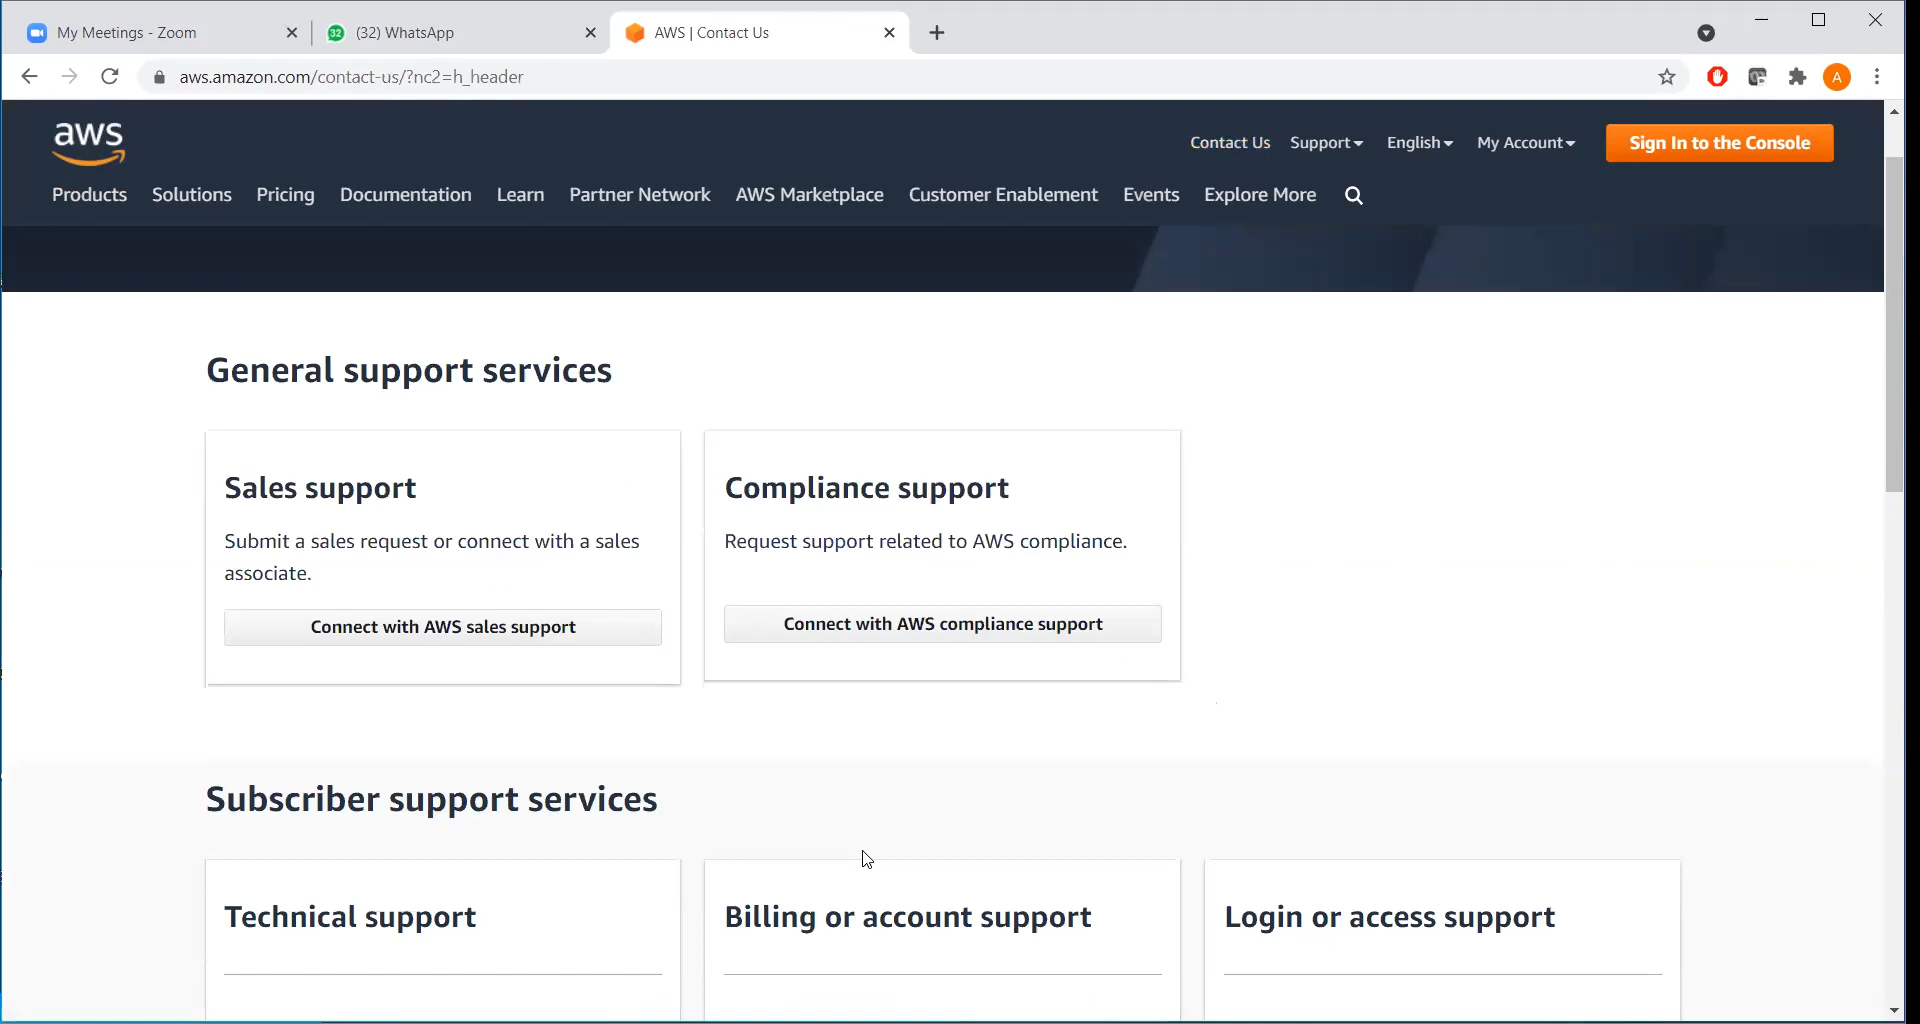 My Meetings - Zoom
32 (32) WhatsApp
AWS | Contact Us
aws.amazon.com/contact-us/?nc2=h_header
A
aws
Contact Us Support English My Account Sign In to the Console
Products Solutions Pricing Documentation Learn Partner Network AWS Marketplace Customer Enablement Events Explore More
General support services
Sales support
Submit a sales request or connect with a sales
associate.
Connect with AWS sales support
Compliance support
Request support related to AWS compliance.
Connect with AWS compliance support
Subscriber support services
Technical support
Billing or account support
Login or access support